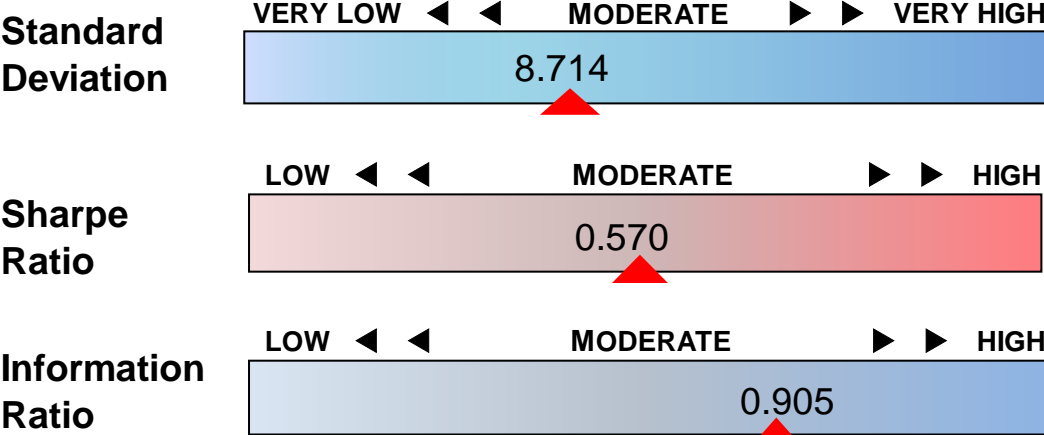 VERY LOW ◀ ◀ MODERATE ▶ ▶ VERY HIGH
Standard
Deviation
8.714
LOW ◀ ◀ MODERATE ▶ ▶ HIGH
Sharpe
Ratio
0.570
LOW ◀ ◀ MODERATE ▶ ▶ HIGH
Information
Ratio
0.905